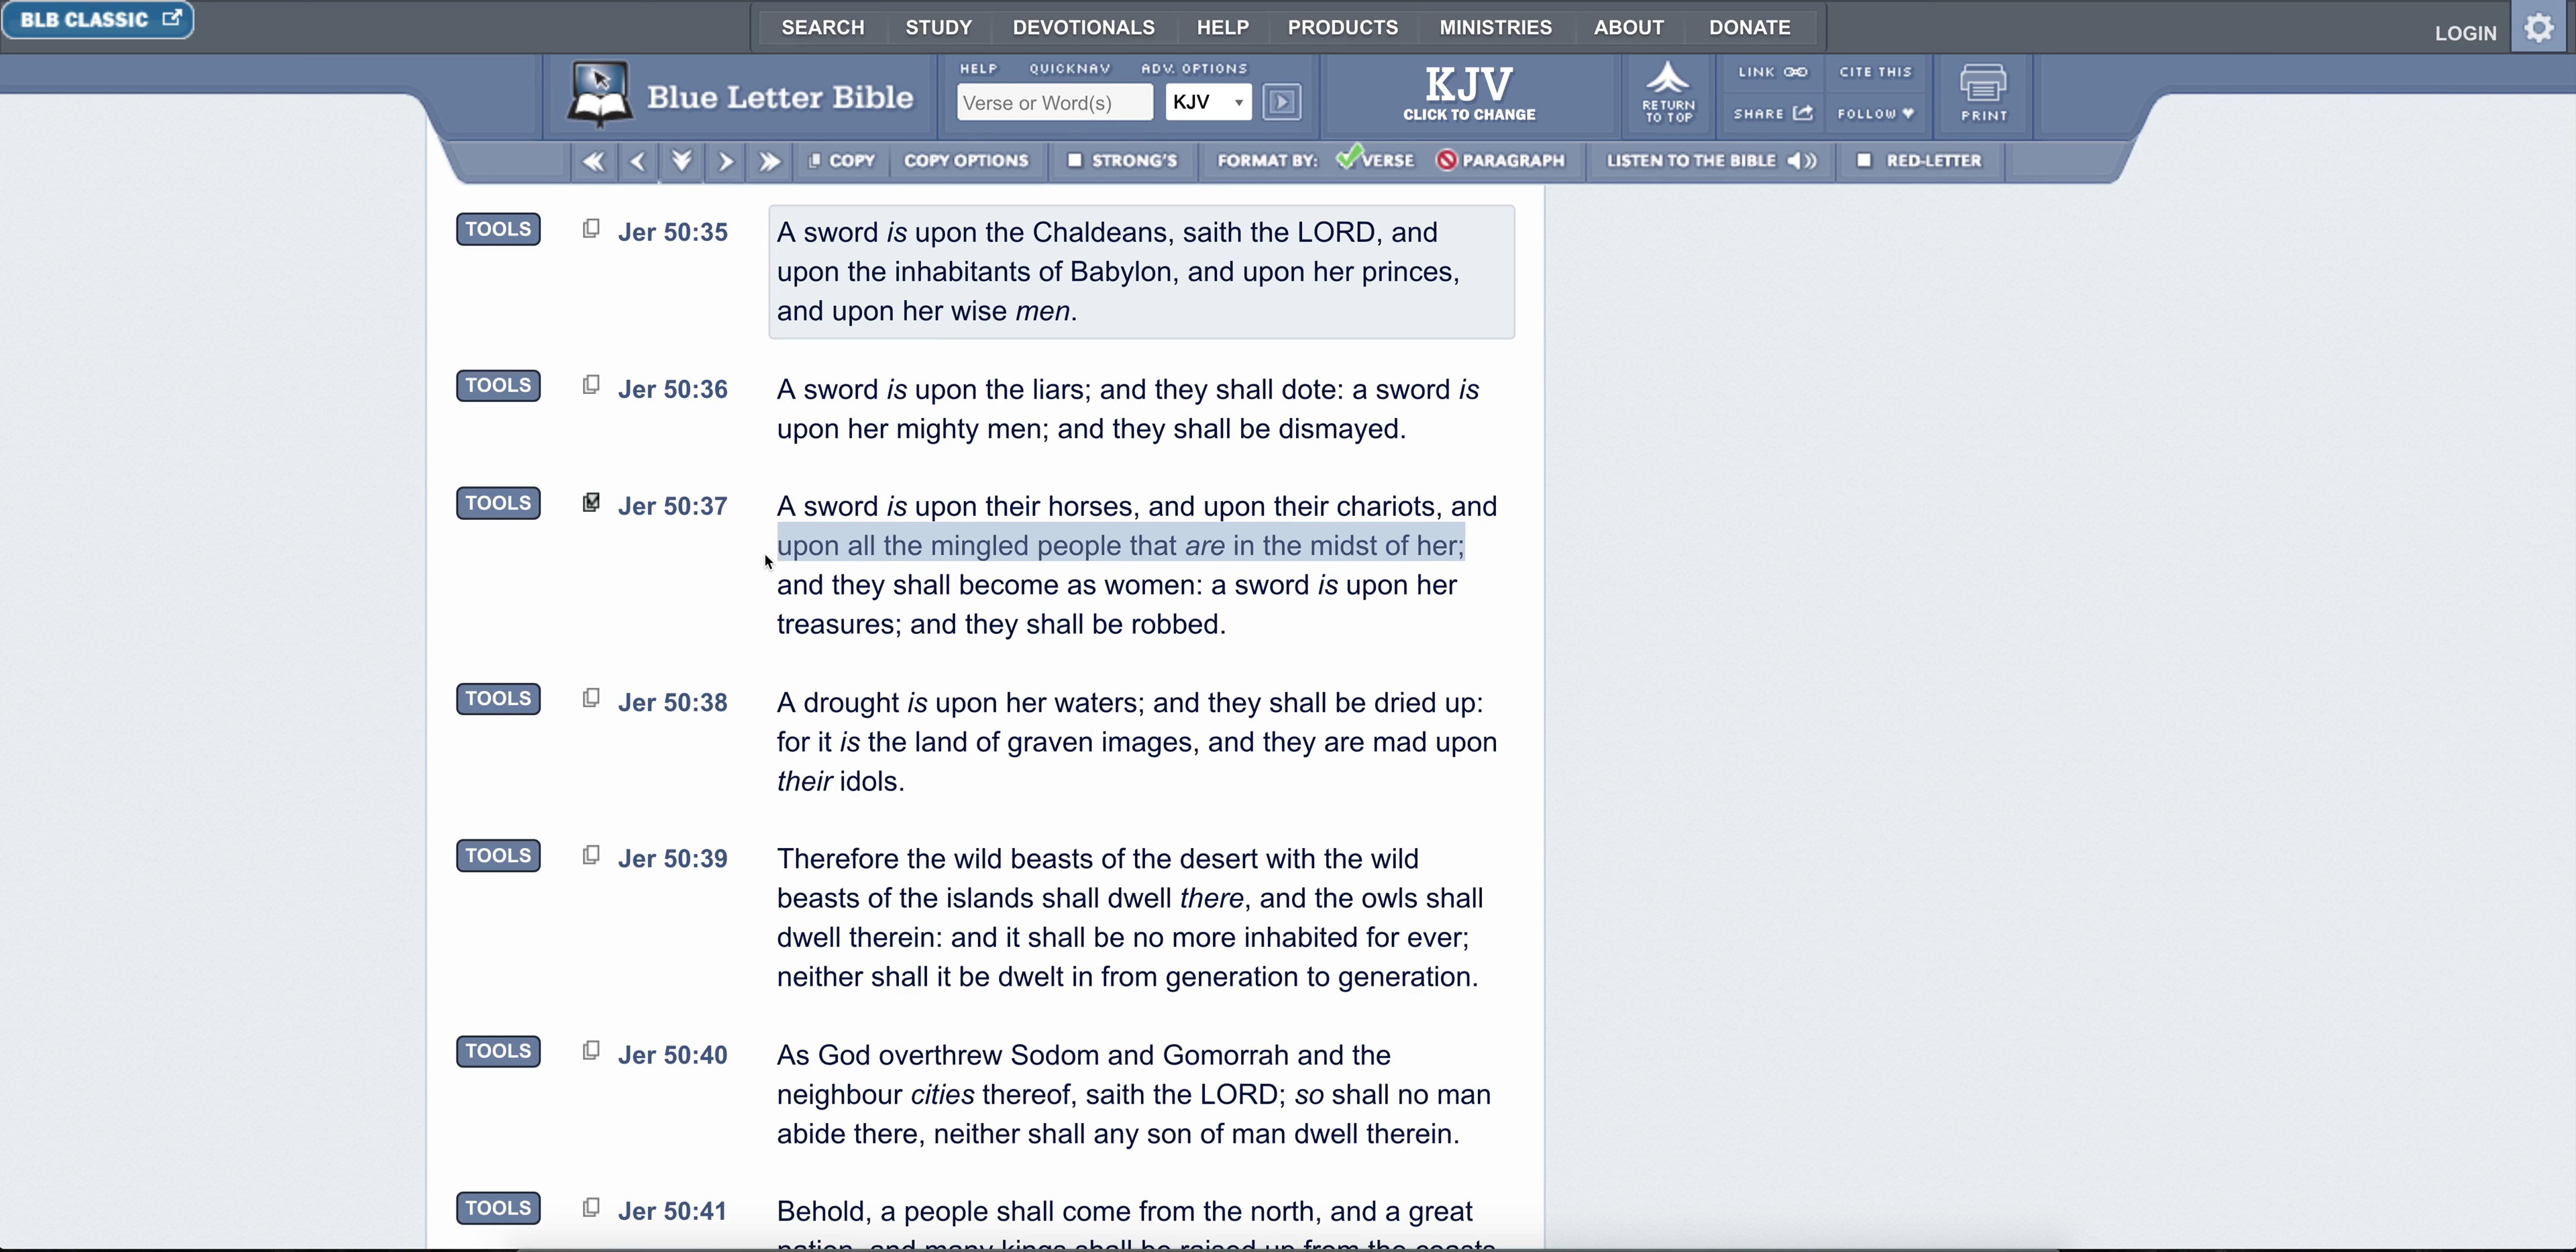 BLB CLASSIC
SEARCH STUDY DEVOTIONALS HELP PRODUCTS MINISTRIES ABOUT DONATE
LOGIN
Blue Letter Bible
HELP QUICKNAV ADV. OPTIONS
Verse or Word(s) KJV
KJV
CLICK TO CHANGE
RETURN
TO TOP
LINK CITE THIS
SHARE FOLLOW
PRINT
COPY COPY OPTIONS STRONG'S FORMAT BY: VERSE PARAGRAPH LISTEN TO THE BIBLE RED-LETTER
TOOLS Jer 50:35 A sword is upon the Chaldeans, saith the LORD, and
upon the inhabitants of Babylon, and upon her princes,
and upon her wise men.
TOOLS Jer 50:36 A sword is upon the liars; and they shall dote: a sword is
upon her mighty men; and they shall be dismayed.
TOOLS Jer 50:37 A sword is upon their horses, and upon their chariots, and
upon all the mingled people that are in the midst of her;
and they shall become as women: a sword is upon her
treasures; and they shall be robbed.
TOOLS Jer 50:38 A drought is upon her waters; and they shall be dried up:
for it is the land of graven images, and they are mad upon
their idols.
TOOLS Jer 50:39 Therefore the wild beasts of the desert with the wild
beasts of the islands shall dwell there, and the owls shall
dwell therein: and it shall be no more inhabited for ever;
neither shall it be dwelt in from generation to generation.
TOOLS Jer 50:40 As God overthrew Sodom and Gomorrah and the
neighbour cities thereof, saith the LORD; so shall no man
abide there, neither shall any son of man dwell therein.
TOOLS Jer 50:41 Behold, a people shall come from the north, and a great
nation, and many kings shall be raised up from the coasts